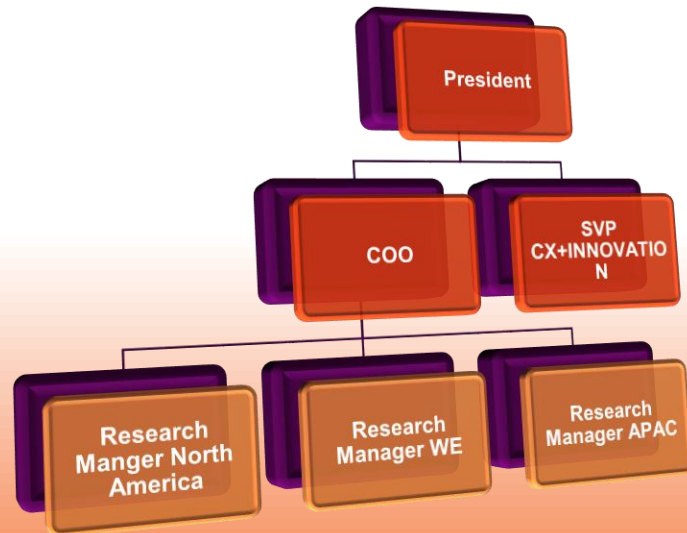 President
COO
SVP
CX+INNOVATIO
N
Research
Manger North
America
Research
Manager WE
Research
Manager APAC